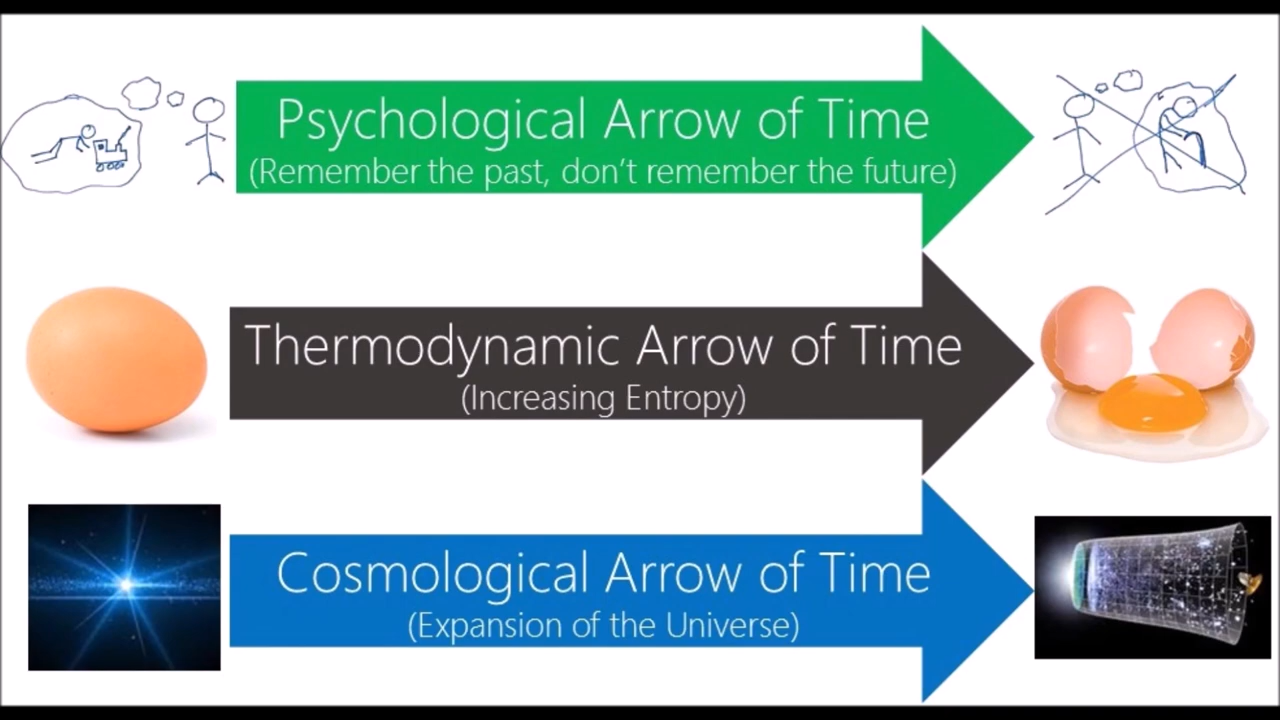 Psychological Arrow of Time
(Remember the past, don't remember the future)
Thermodynamic Arrow of Time
(Increasing Entropy)
Cosmological Arrow of Time
(Expansion of the Universe)